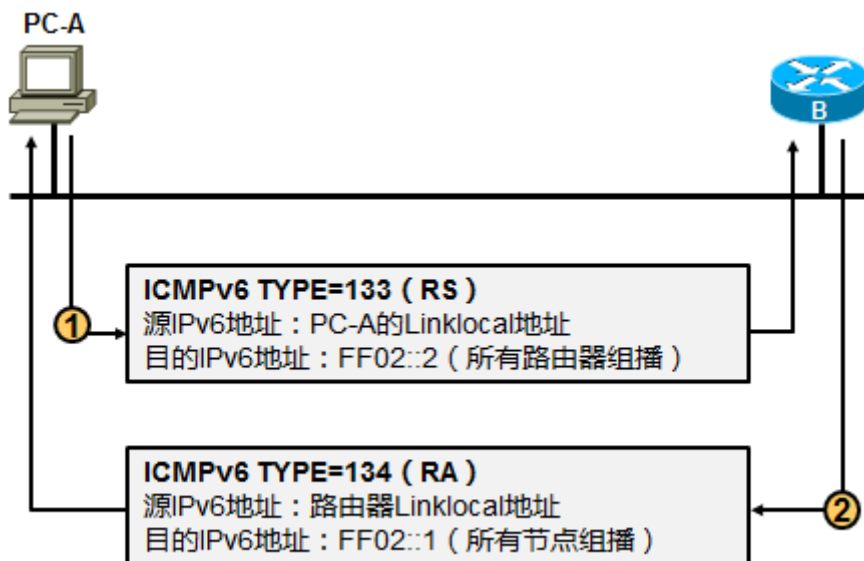 PC-A
B
ICMPv6 TYPE=133（RS）
源IPv6地址：PC-A的Linklocal地址
目的IPv6地址：FF02::2（所有路由器组播）
1
ICMPv6 TYPE=134（RA）
源IPv6地址：路由器Linklocal地址
目的IPv6地址：FF02::1（所有节点组播）
2